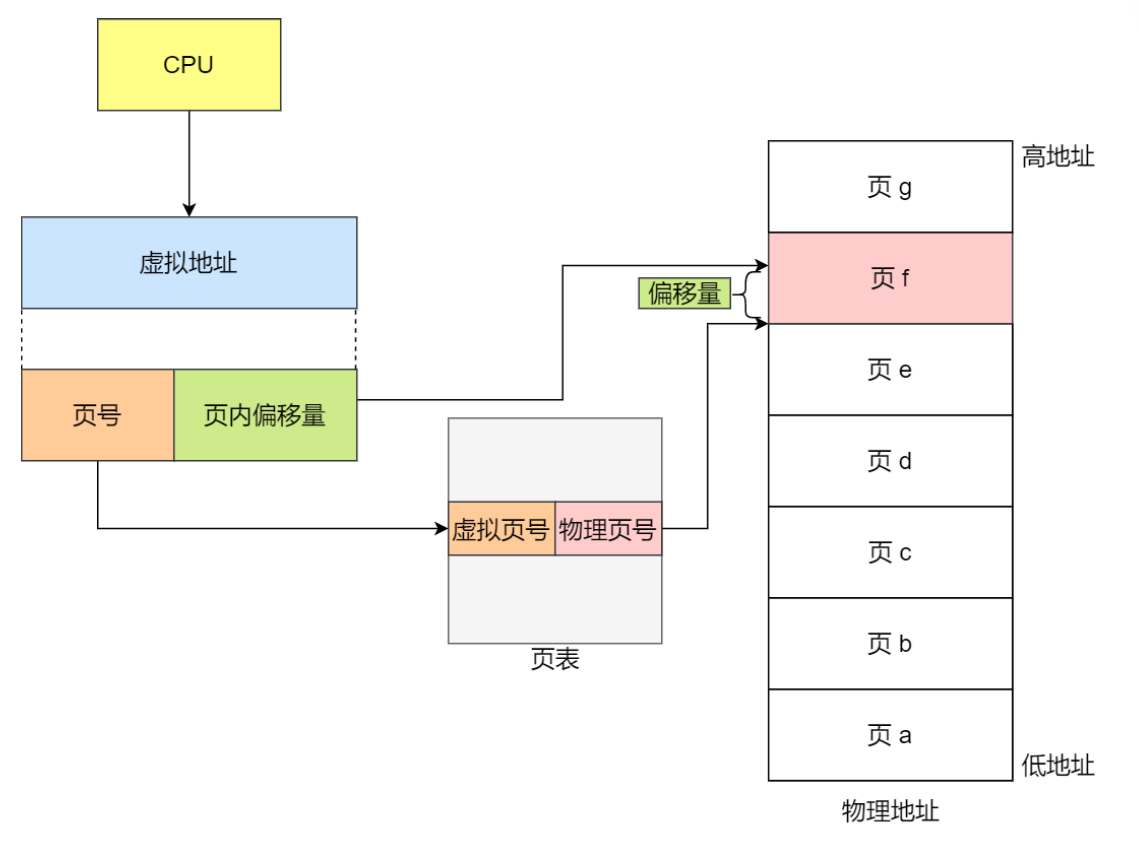 CPU
虚拟地址
页号
页内偏移量
虚拟页号
物理页号
页表
偏移量
高地址
页 g
页 f
页 e
页 d
页 c
页 b
页 a
低地址
物理地址